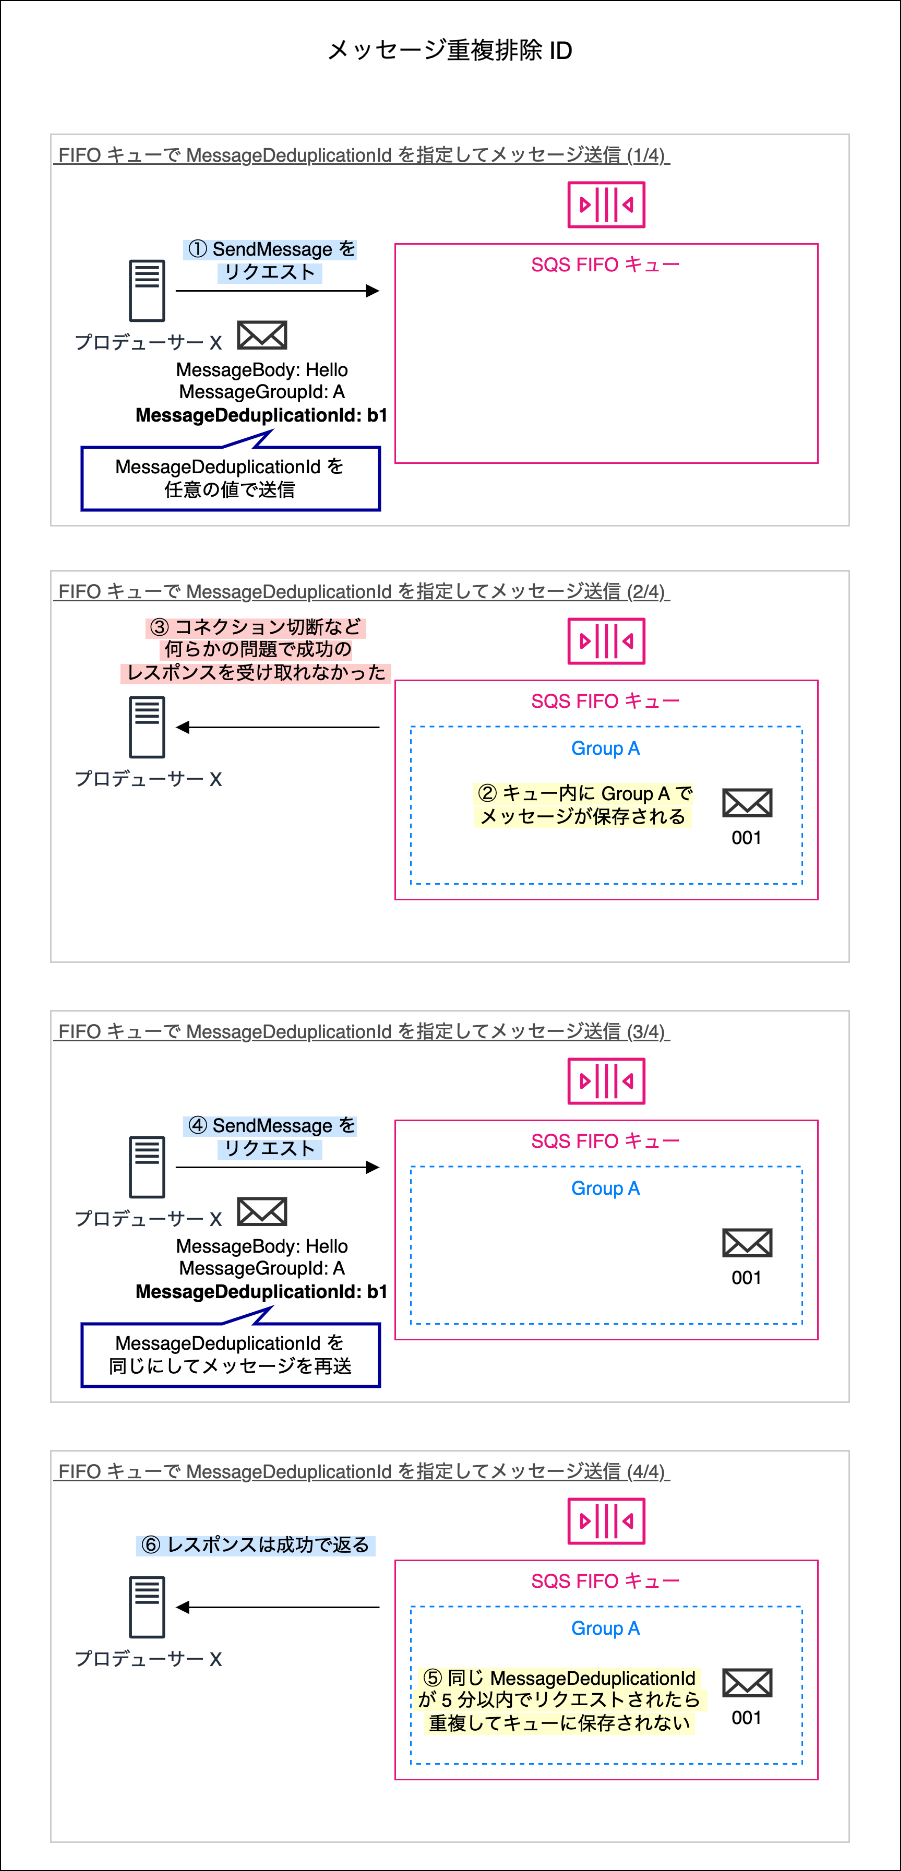 メッセージ重複排除 ID
FIFO キューで MessageDeduplicationId を指定してメッセージ送信 (1/4)
① SendMessage を
リクエスト
SQS FIFO キュー
プロデューサー X
MessageBody: Hello
MessageGroupId: A
MessageDeduplicationId: b1
MessageDeduplicationId を
任意の値で送信
FIFO キューで MessageDeduplicationId を指定してメッセージ送信 (2/4)
③ コネクション切断など
何らかの問題で成功の
レスポンスを受け取れなかった
SQS FIFO キュー
Group A
プロデューサー X
② キュー内に Group A で
メッセージが保存される
001
FIFO キューで MessageDeduplicationId を指定してメッセージ送信 (3/4)
④ SendMessage を
リクエスト
SQS FIFO キュー
Group A
プロデューサー X
MessageBody: Hello
MessageGroupId: A
MessageDeduplicationId: b1
001
MessageDeduplicationId を
同じにしてメッセージを再送
FIFO キューで MessageDeduplicationId を指定してメッセージ送信 (4/4)
⑥ レスポンスは成功で返る
SQS FIFO キュー
Group A
プロデューサー X
⑤ 同じ MessageDeduplicationId
が 5 分以内でリクエストされたら
重複してキューに保存されない
001